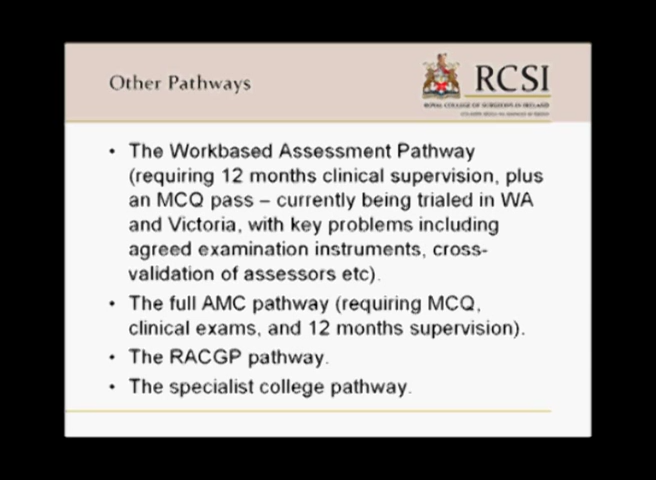 Other Pathways
RCSI
ROYAL COLLEGE OF SURGEONS IN IRELAND
• The Workbased Assessment Pathway
(requiring 12 months clinical supervision, plus
an MCQ pass – currently being trialed in WA
and Victoria, with key problems including
agreed examination instruments, cross-
validation of assessors etc).
• The full AMC pathway (requiring MCQ,
clinical exams, and 12 months supervision).
• The RACGP pathway.
• The specialist college pathway.